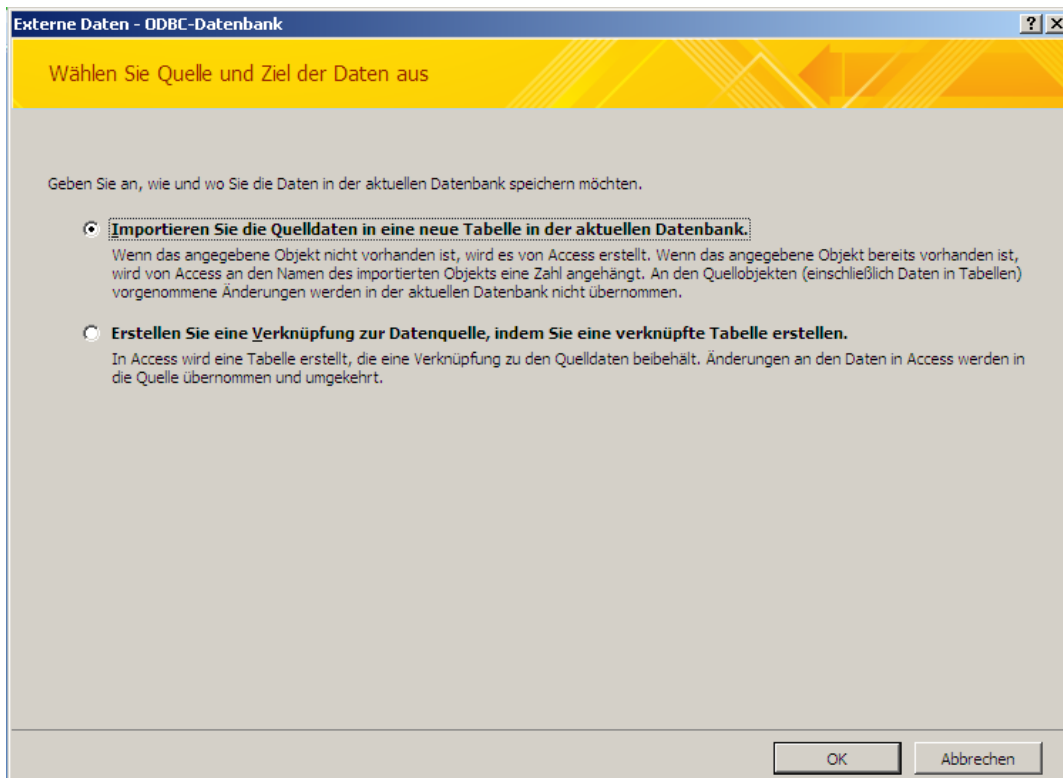 Externe Daten - ODBC-Datenbank
Wählen Sie Quelle und Ziel der Daten aus
Geben Sie an, wie und wo Sie die Daten in der aktuellen Datenbank speichern möchten.
Importieren Sie die Quelldaten in eine neue Tabelle in der aktuellen Datenbank.
Wenn das angegebene Objekt nicht vorhanden ist, wird es von Access erstellt. Wenn das angegebene Objekt bereits vorhanden ist,
wird von Access an den Namen des importierten Objekts eine Zahl angehängt. An den Quellobjekten (einschließlich Daten in Tabellen)
vorgenommene Änderungen werden in der aktuellen Datenbank nicht übernommen.
Erstellen Sie eine Verknüpfung zur Datenquelle, indem Sie eine verknüpfte Tabelle erstellen.
In Access wird eine Tabelle erstellt, die eine Verknüpfung zu den Quelldaten beibehält. Änderungen an den Daten in Access werden in
die Quelle übernommen und umgekehrt.
OK Abbrechen